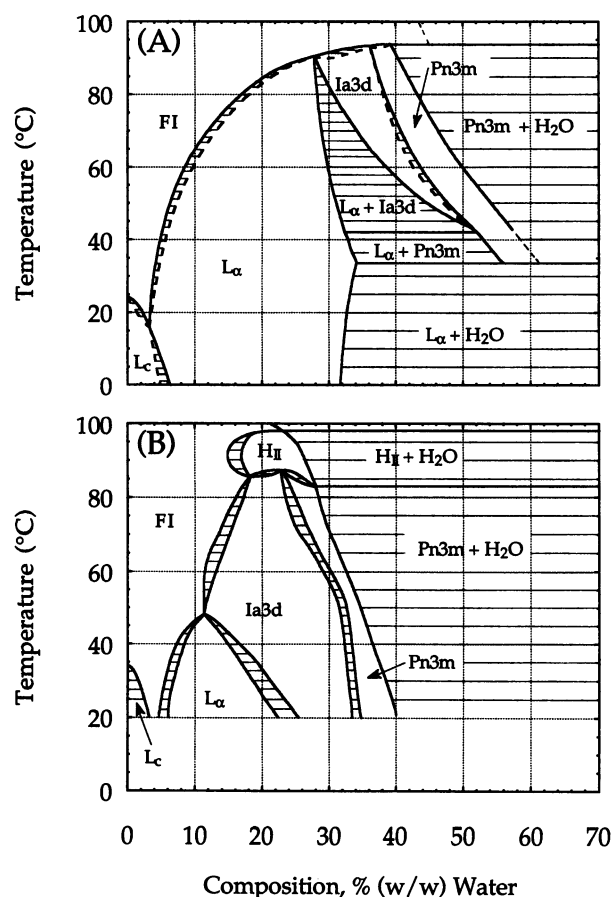 (A)
Temperature (°C)
100
80
60
40
20
0
FI
Ia3d
Pn3m
Pn3m + H2O
Lα + Ia3d
Lα + Pn3m
Lα
Lα + H2O
Lc
(B)
Temperature (°C)
100
80
60
40
20
0
HII
HII + H2O
FI
Pn3m + H2O
Ia3d
Pn3m
Lα
Lc
0 10 20 30 40 50 60 70
Composition, % (w/w) Water